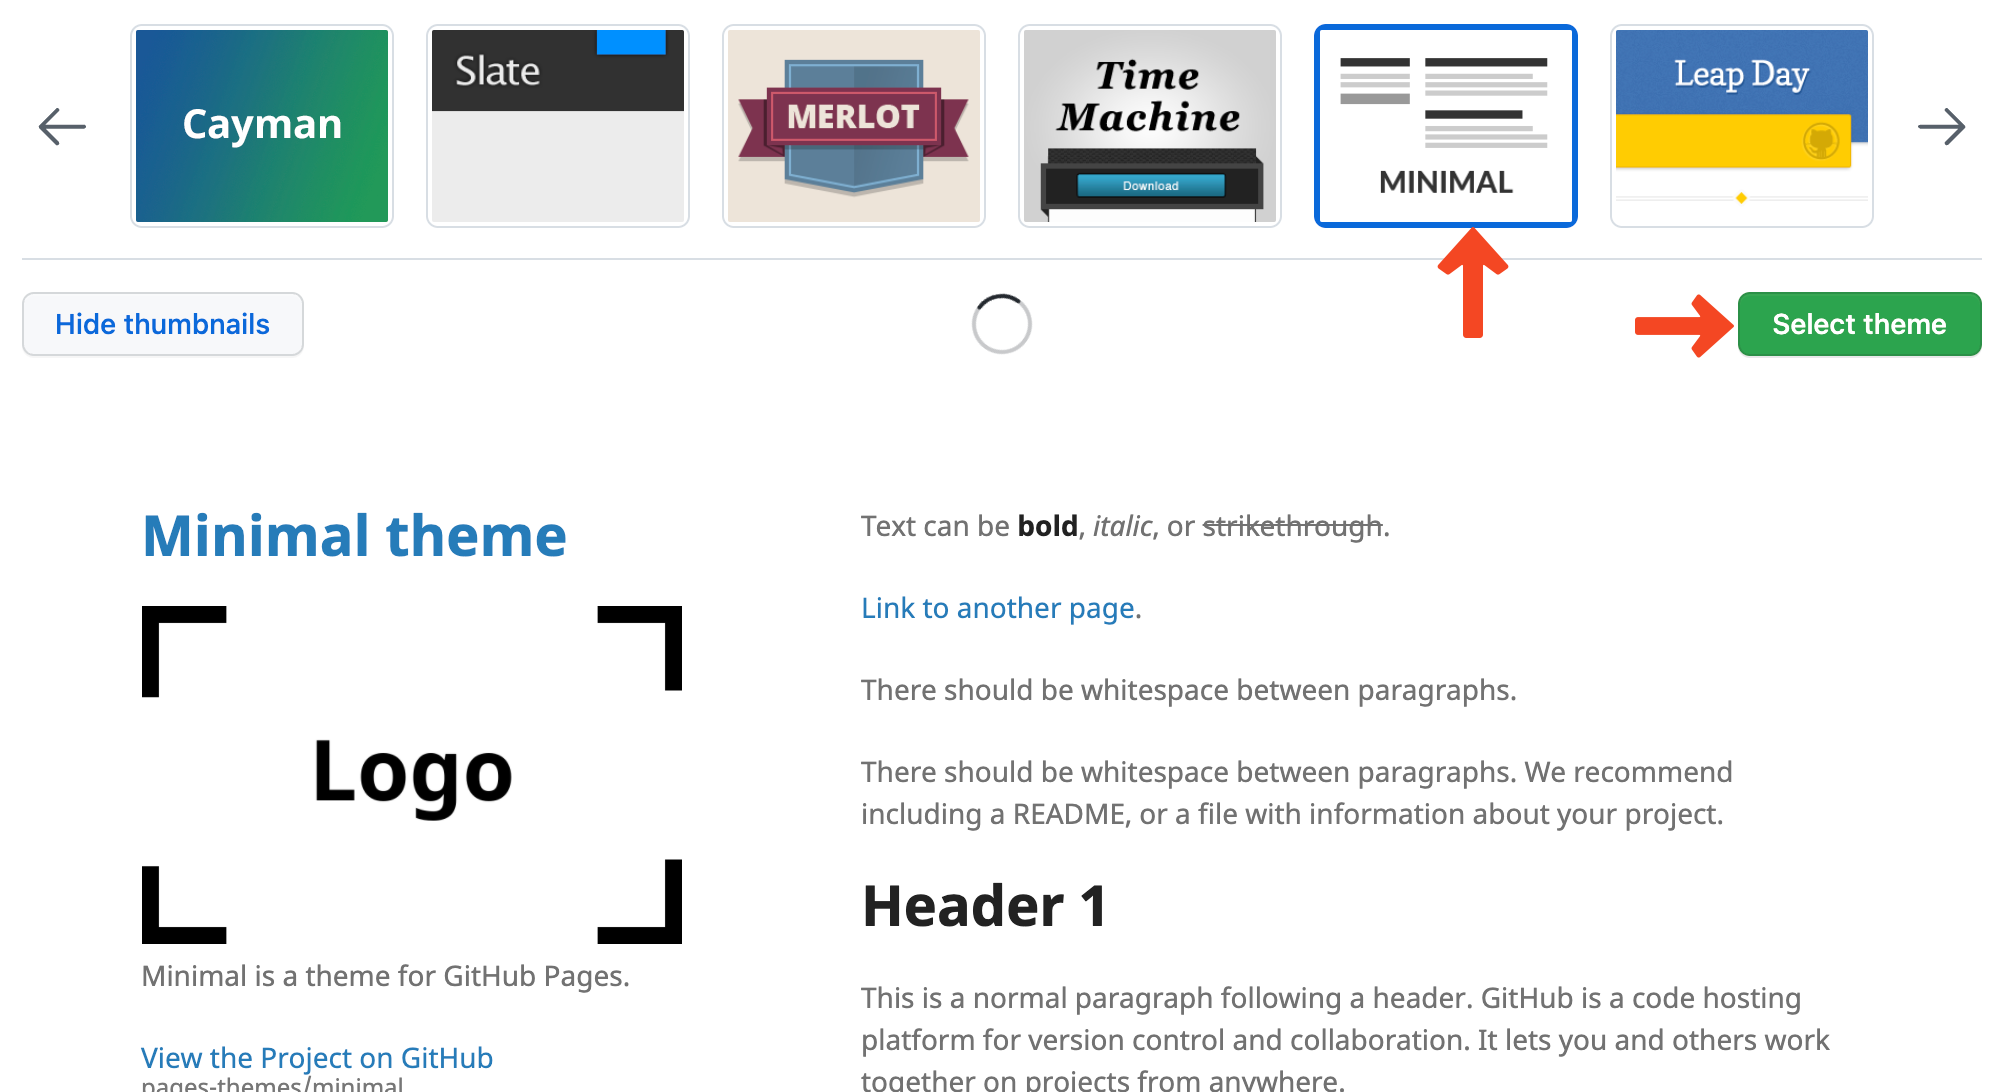 Cayman
Slate
MERLOT
Time
Machine
Download
MINIMAL
Leap Day
Hide thumbnails
Select theme
Minimal theme
Logo
Minimal is a theme for GitHub Pages.
View the Project on GitHub
pages-themes/minimal
Text can be bold, italic, or strikethrough.
Link to another page.
There should be whitespace between paragraphs.
There should be whitespace between paragraphs. We recommend
including a README, or a file with information about your project.
Header 1
This is a normal paragraph following a header. GitHub is a code hosting
platform for version control and collaboration. It lets you and others work
together on projects from anywhere.